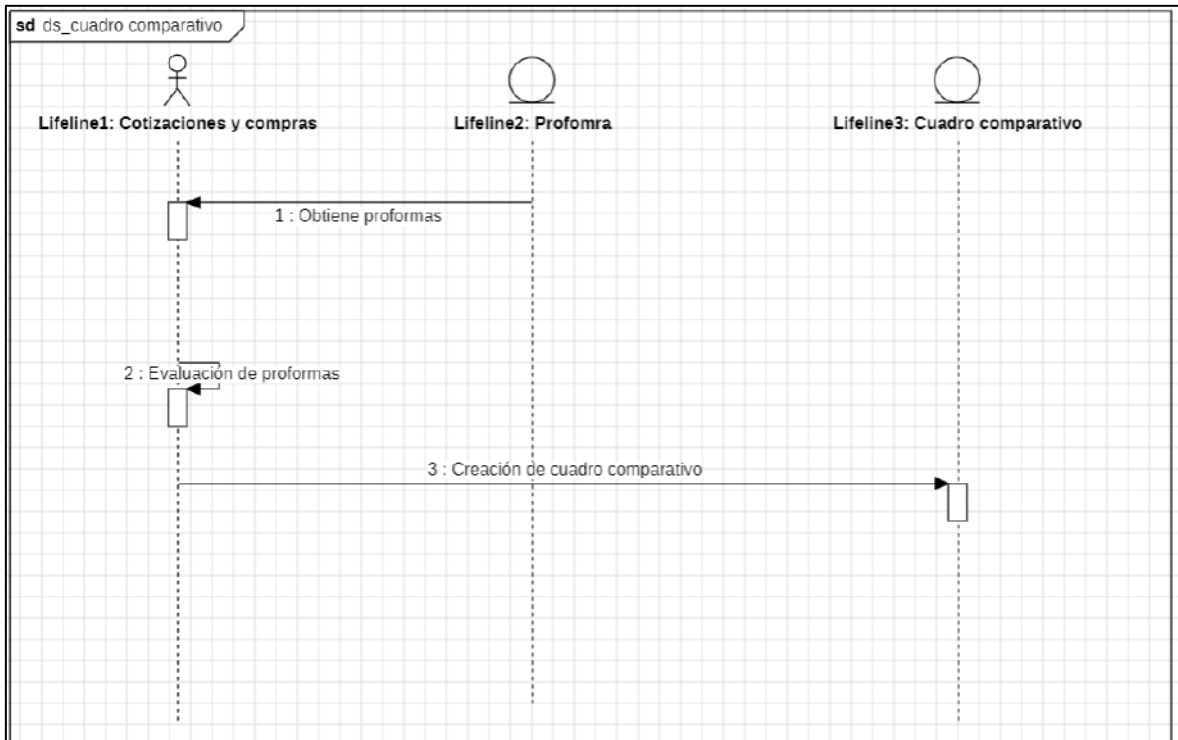 sd ds_cuadro comparativo
Lifeline1: Cotizaciones y compras
Lifeline2: Profomra
Lifeline3: Cuadro comparativo
1 : Obtiene proformas
2 : Evaluación de proformas
3 : Creación de cuadro comparativo